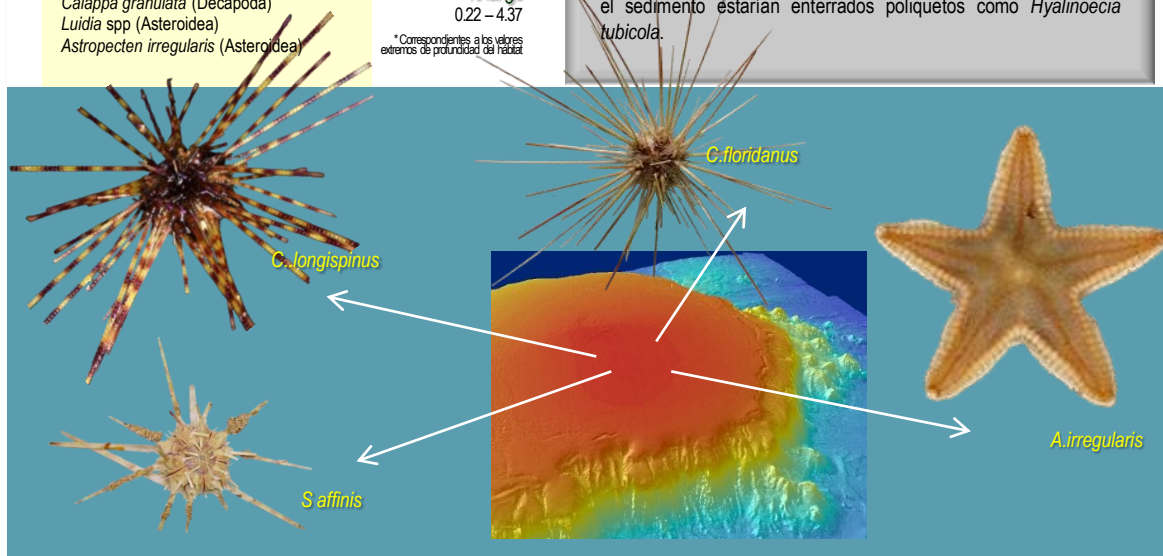 Calappa granulata (Decapoda)
Luidia spp (Asteroidea)
Astropecten irregularis (Asteroidea)
0.22 – 4.37
* Correspondientes a los valores
extremos de profundidad del hábitat
el sedimento estarían enterrados poliquetos como Hyalinoecia
tubicola.
C.floridanus
C..longispinus
A.irregularis
S affinis